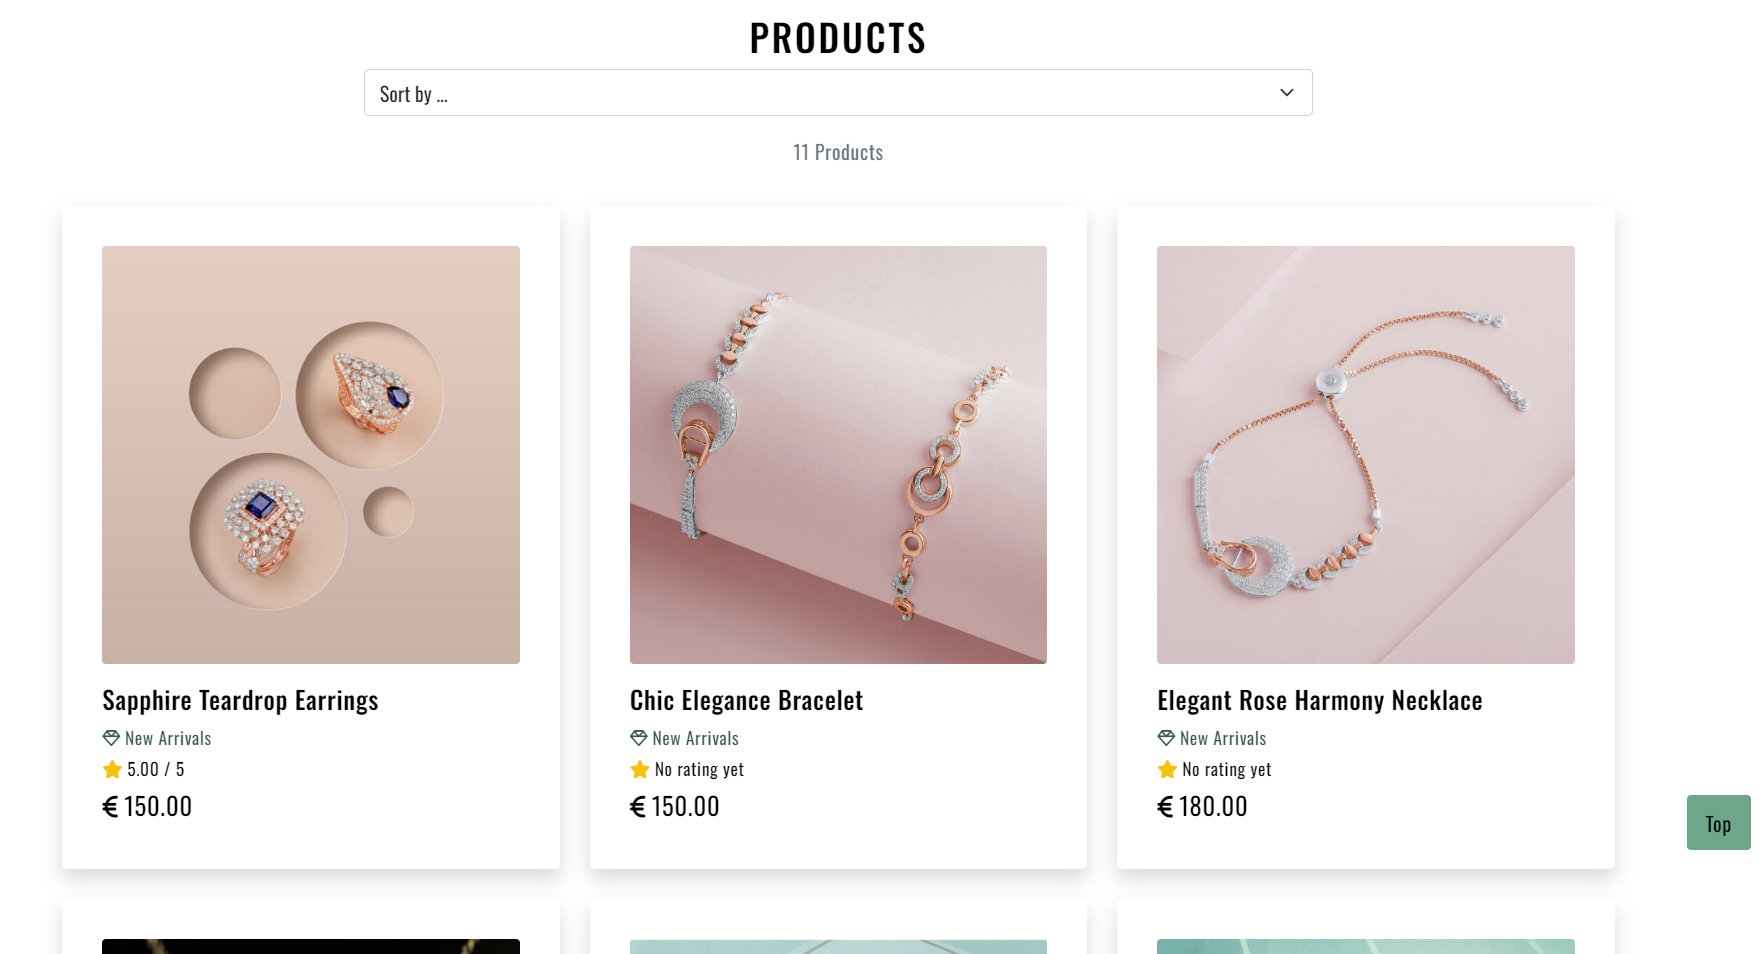 PRODUCTS
Sort by ...
11 Products
Sapphire Teardrop Earrings
New Arrivals
5.00 / 5
€ 150.00
Chic Elegance Bracelet
New Arrivals
No rating yet
€ 150.00
Elegant Rose Harmony Necklace
New Arrivals
No rating yet
€ 180.00
Top